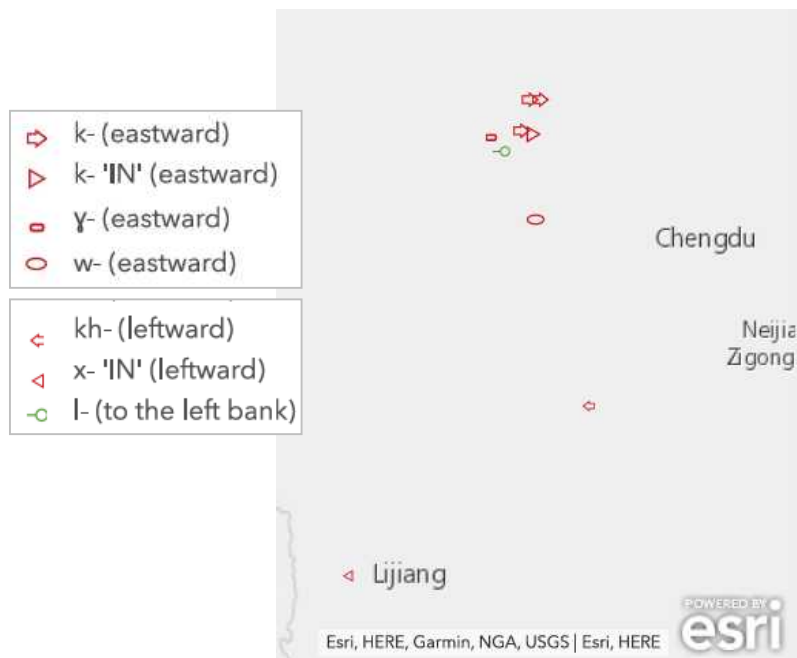 k- (eastward)
k- 'IN' (eastward)
ɣ- (eastward)
w- (eastward)
kh- (leftward)
x- 'IN' (leftward)
l- (to the left bank)
Chengdu
Neijia
Zigong
Lijiang
POWERED BY
esri
Esri, HERE, Garmin, NGA, USGS | Esri, HERE